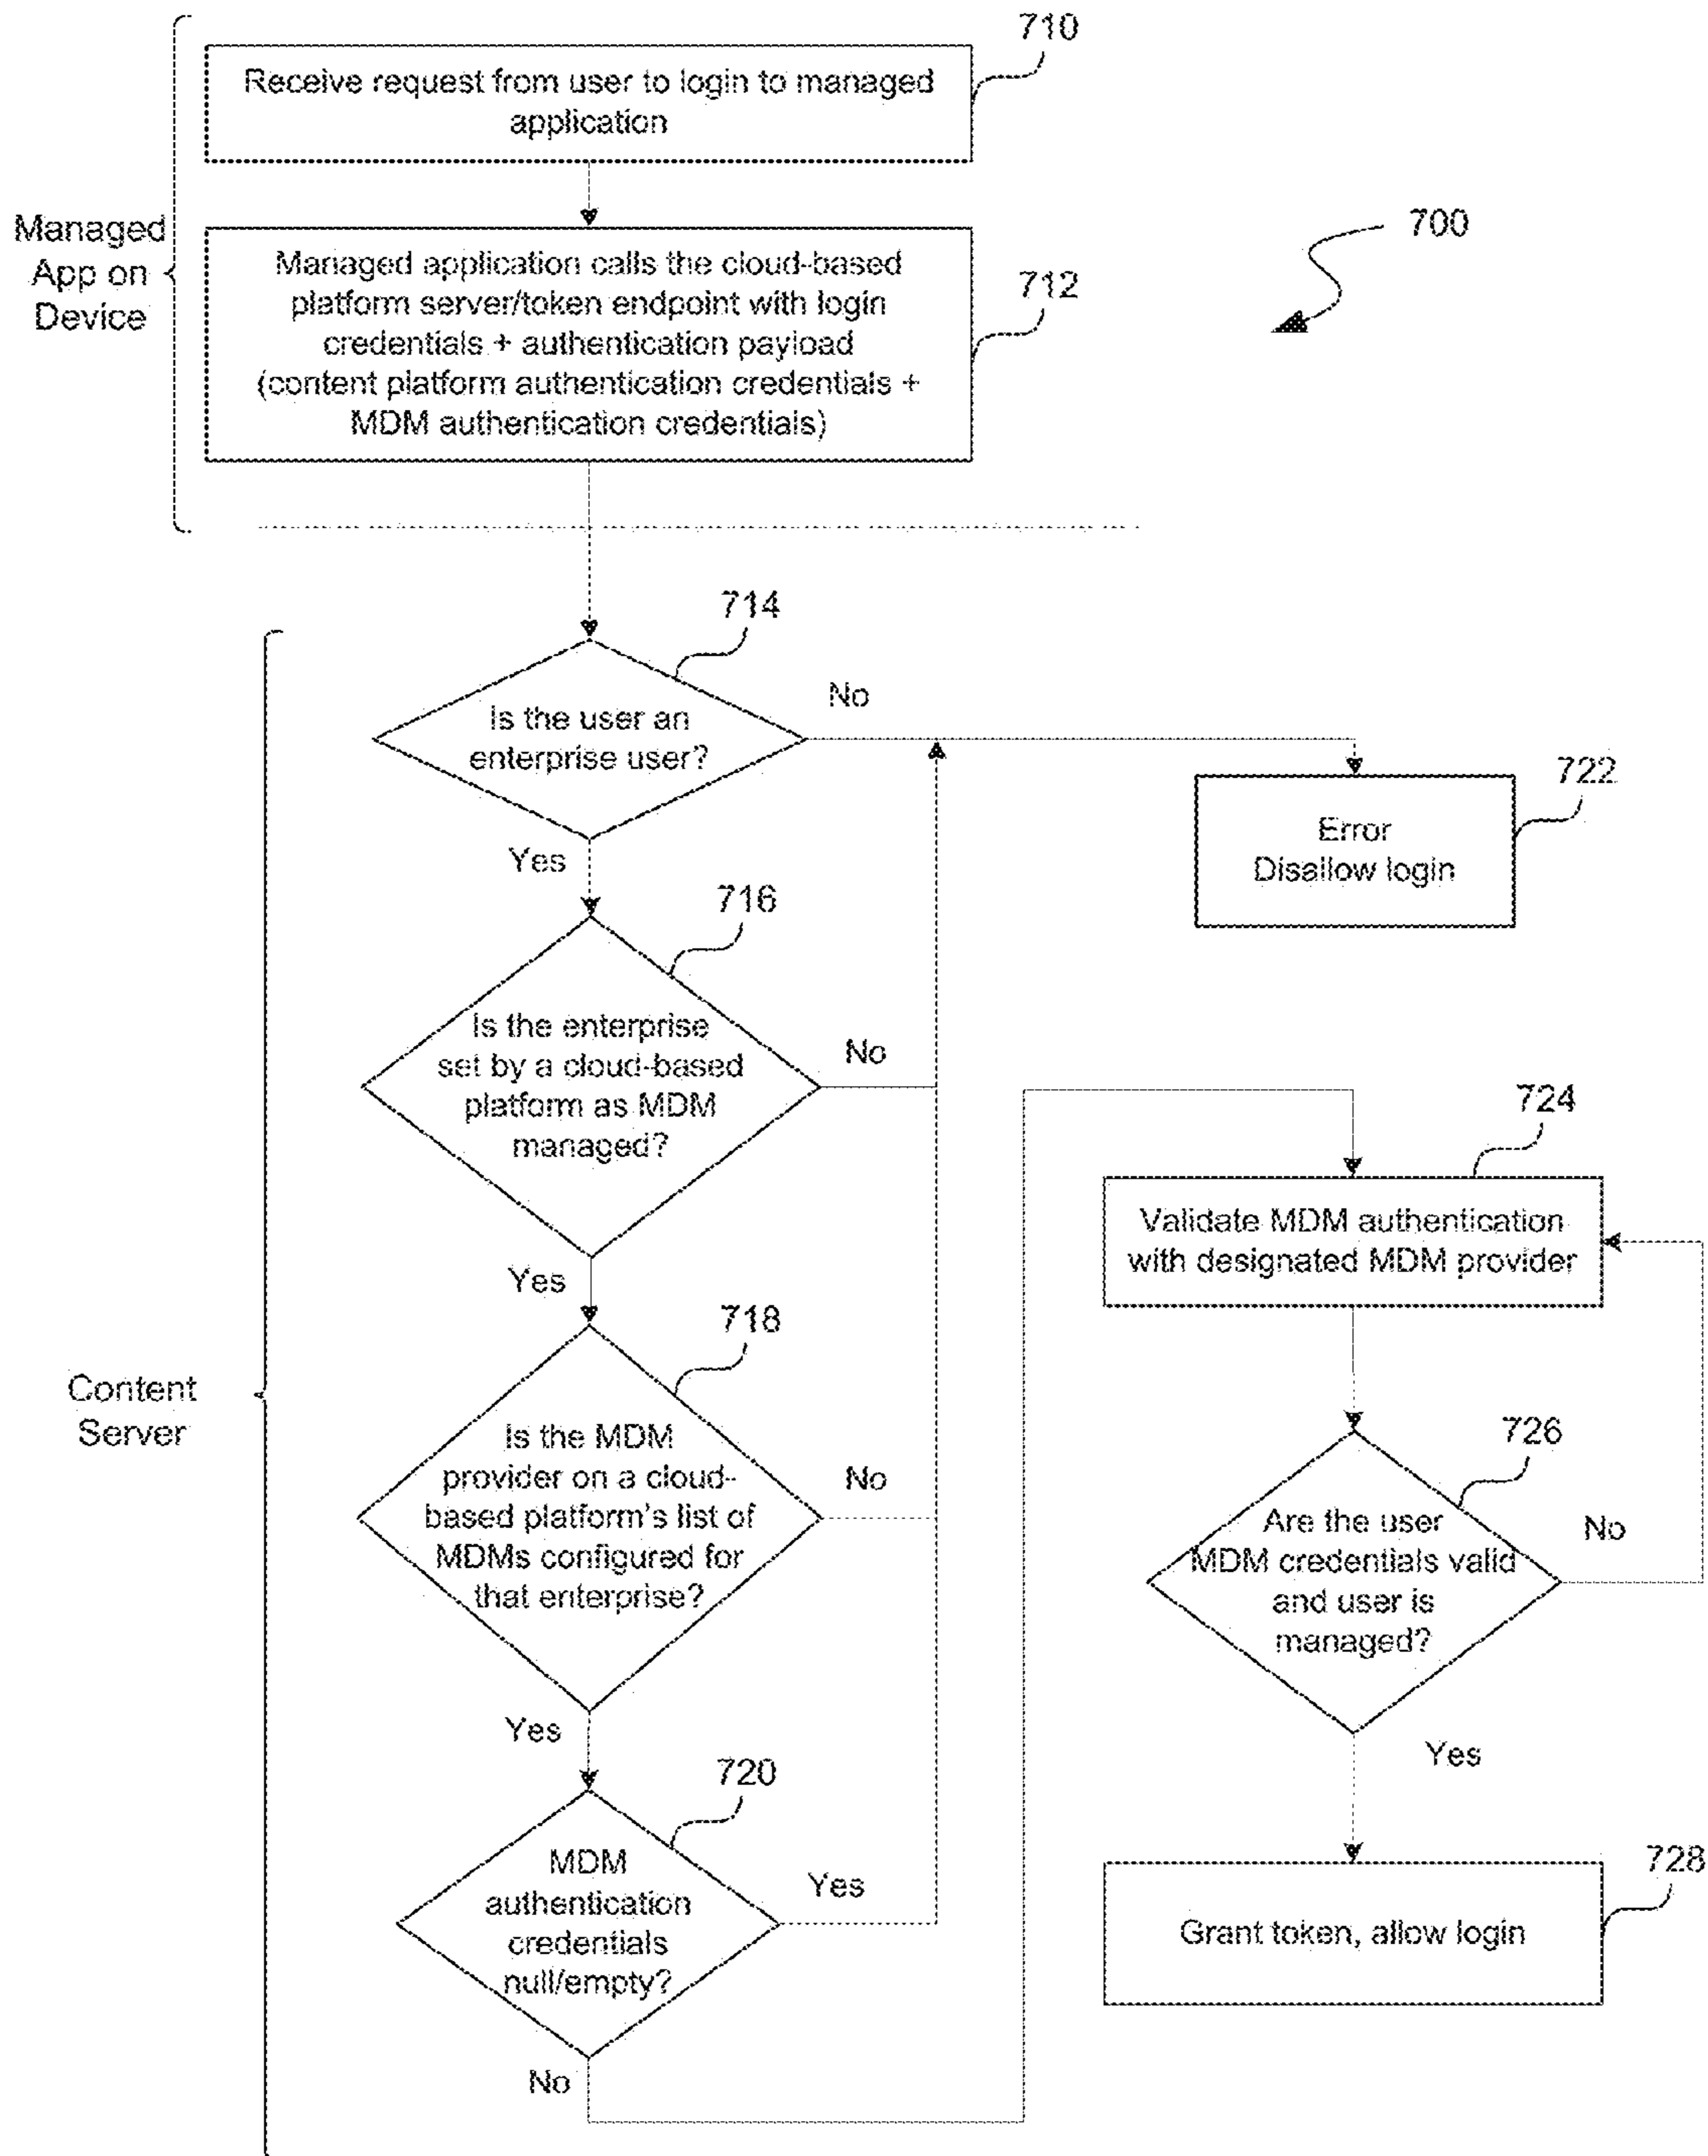 710
Receive request from user to login to managed
application
Managed
App on
Device
700
712
Managed application calls the cloud-based
platform server/token endpoint with login
credentials + authentication payload
(content platform authentication credentials +
MDM authentication credentials)
714
No
Is the user an
enterprise user?
Yes
722
Error
Disallow login
716
Is the enterprise
set by a cloud-based
platform as MDM
managed?
No
Yes
718
Content
Server
Is the MDM
provider on a cloud-
based platform's list of
MDMs configured for
that enterprise?
No
Yes
720
MDM
authentication
credentials
null/empty?
Yes
No
724
Validate MDM authentication
with designated MDM provider
726
Are the user
MDM credentials valid
and user is
managed?
No
Yes
728
Grant token, allow login